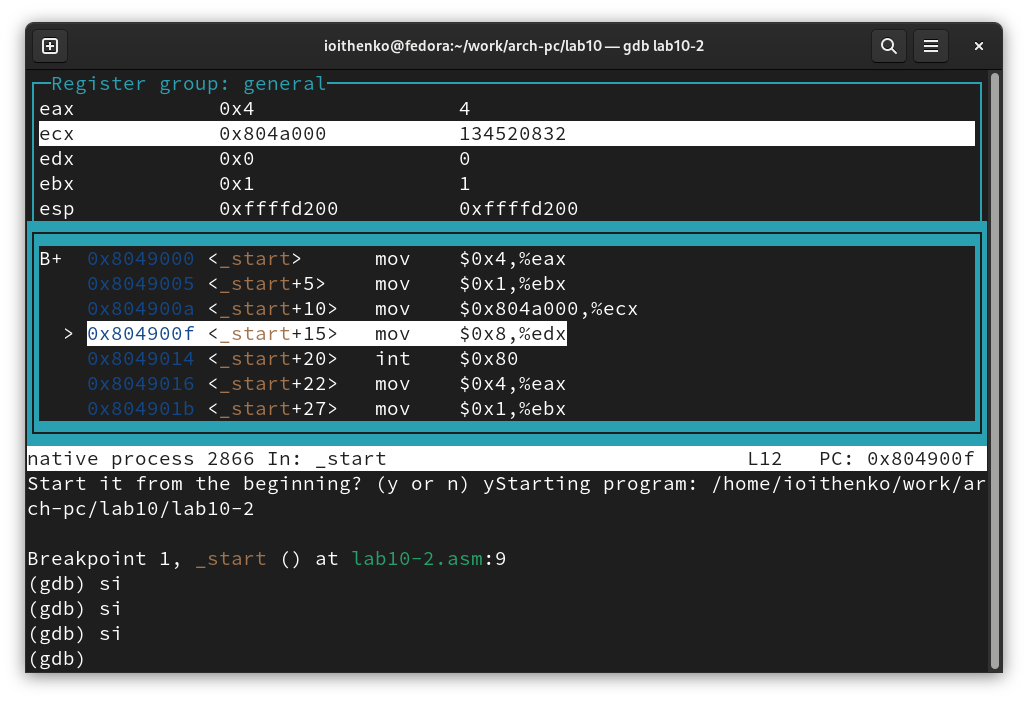 ioithenko@fedora:~/work/arch-pc/lab10 — gdb lab10-2
Register group: general
eax 0x4 4
ecx 0x804a000 134520832
edx 0x0 0
ebx 0x1 1
esp 0xffffd200 0xffffd200
B+ 0x8049000 <_start> mov $0x4,%eax
0x8049005 <_start+5> mov $0x1,%ebx
0x804900a <_start+10> mov $0x804a000,%ecx
> 0x804900f <_start+15> mov $0x8,%edx
0x8049014 <_start+20> int $0x80
0x8049016 <_start+22> mov $0x4,%eax
0x804901b <_start+27> mov $0x1,%ebx
native process 2866 In: _start L12 PC: 0x804900f
Start it from the beginning? (y or n) yStarting program: /home/ioithenko/work/ar
ch-pc/lab10/lab10-2
Breakpoint 1, _start () at lab10-2.asm:9
(gdb) si
(gdb) si
(gdb) si
(gdb)